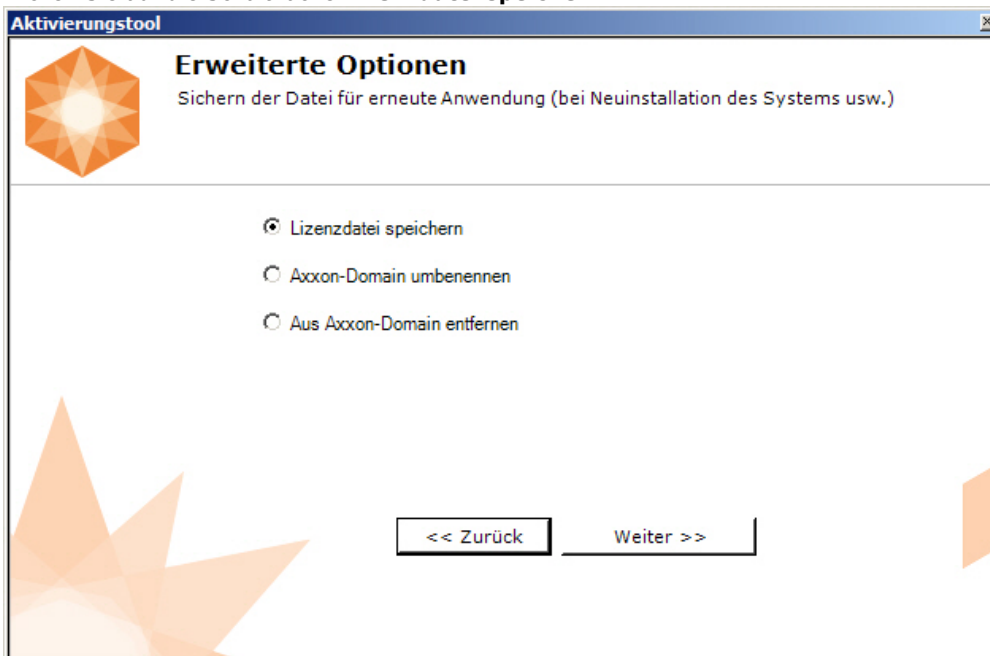 Aktivierungstool
Erweiterte Optionen
Sichern der Datei für erneute Anwendung (bei Neuinstallation des Systems usw.)
Lizenzdatei speichern
Axxon-Domain umbenennen
Aus Axxon-Domain entfernen
<< Zurück
Weiter >>